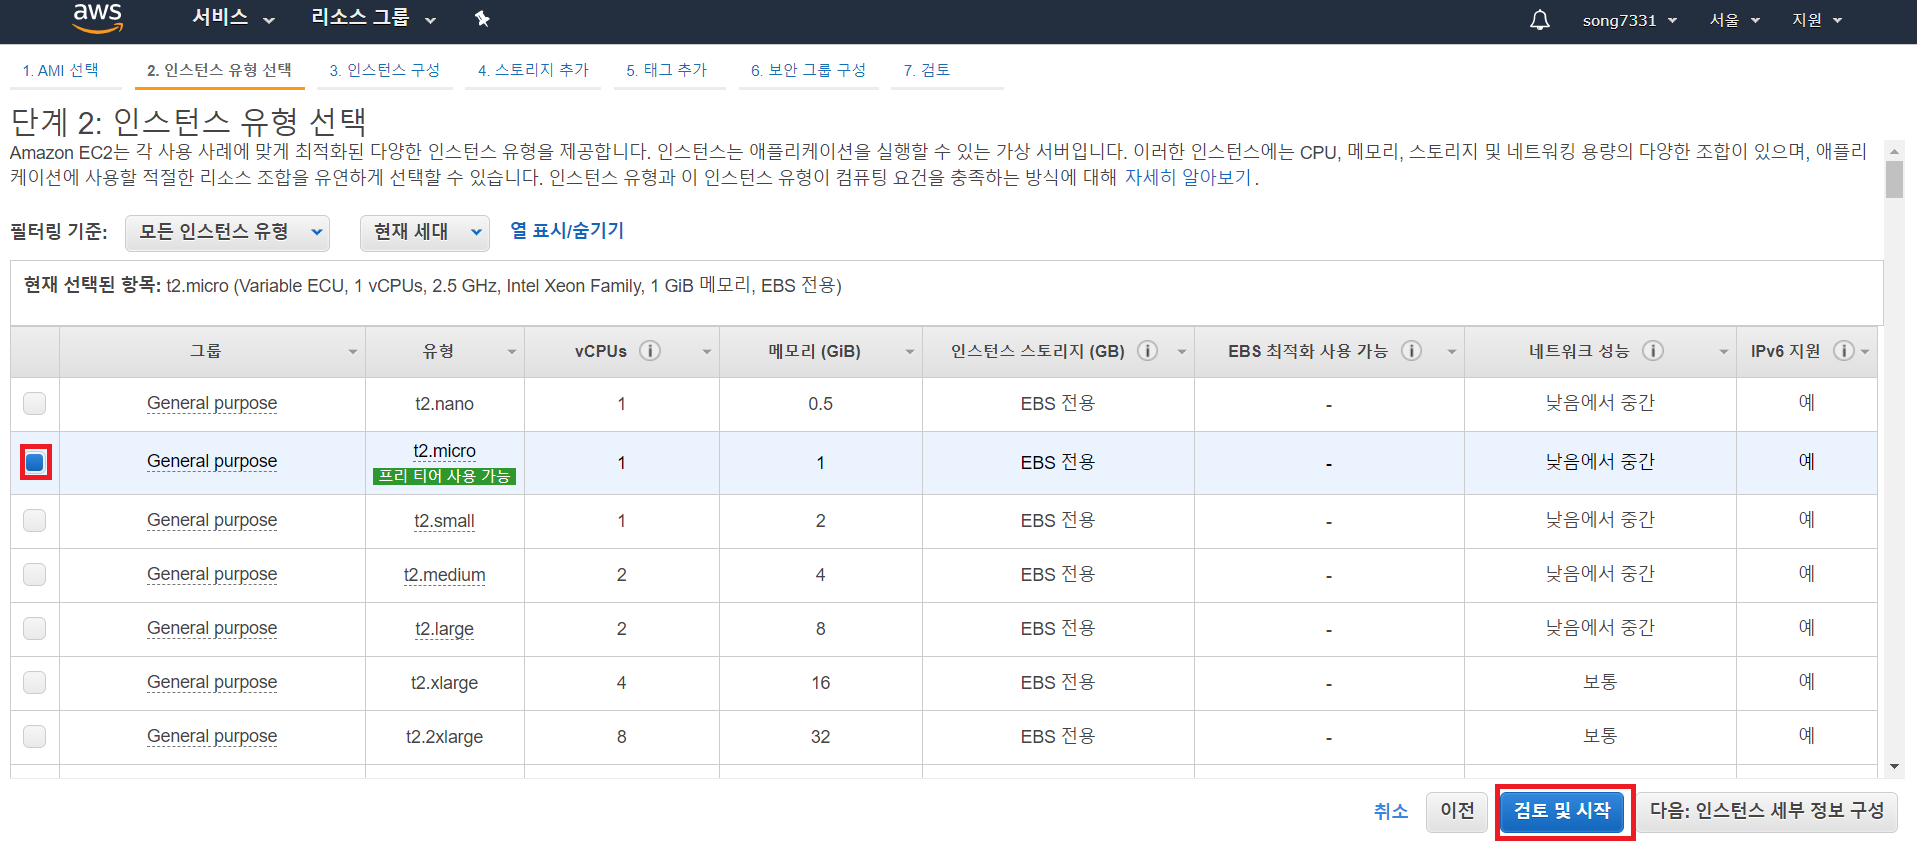 aws 서비스 리소스 그룹 song7331 서울 지원
1. AMI 선택 2. 인스턴스 유형 선택 3. 인스턴스 구성 4. 스토리지 추가 5. 태그 추가 6. 보안 그룹 구성 7. 검토
단계 2: 인스턴스 유형 선택
Amazon EC2는 각 사용 사례에 맞게 최적화된 다양한 인스턴스 유형을 제공합니다. 인스턴스는 애플리케이션을 실행할 수 있는 가상 서버입니다. 이러한 인스턴스에는 CPU, 메모리, 스토리지 및 네트워킹 용량의 다양한 조합이 있으며, 애플리
케이션에 사용할 적절한 리소스 조합을 유연하게 선택할 수 있습니다. 인스턴스 유형과 이 인스턴스 유형이 컴퓨팅 요건을 충족하는 방식에 대해 자세히 알아보기.
필터링 기준: 모든 인스턴스 유형 현재 세대 열 표시/숨기기
현재 선택된 항목: t2.micro (Variable ECU, 1 vCPUs, 2.5 GHz, Intel Xeon Family, 1 GiB 메모리, EBS 전용)
그룹 유형 vCPUs i 메모리 (GiB) 인스턴스 스토리지 (GB) i EBS 최적화 사용 가능 i 네트워크 성능 i IPv6 지원 i
General purpose t2.nano 1 0.5 EBS 전용 - 낮음에서 중간 예
General purpose t2.micro 1 1 EBS 전용 - 낮음에서 중간 예
프리 티어 사용 가능
General purpose t2.small 1 2 EBS 전용 - 낮음에서 중간 예
General purpose t2.medium 2 4 EBS 전용 - 낮음에서 중간 예
General purpose t2.large 2 8 EBS 전용 - 낮음에서 중간 예
General purpose t2.xlarge 4 16 EBS 전용 - 보통 예
General purpose t2.2xlarge 8 32 EBS 전용 - 보통 예
취소 이전 검토 및 시작 다음: 인스턴스 세부 정보 구성